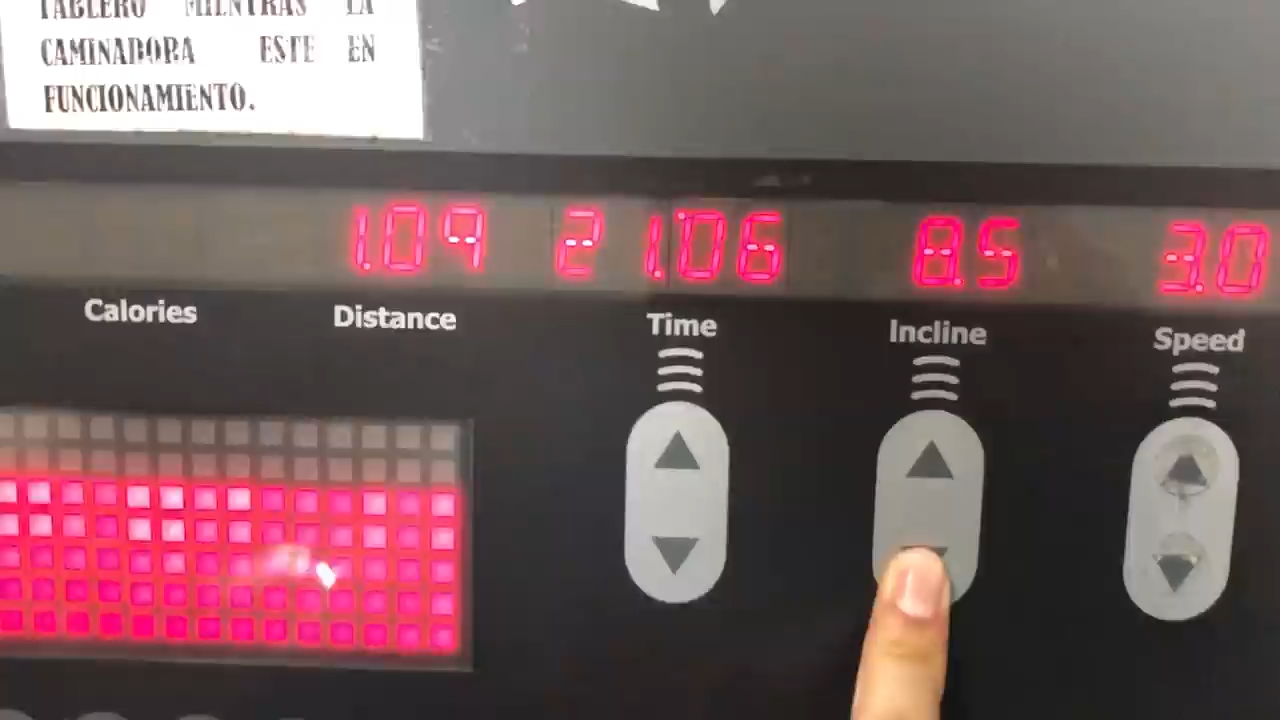 TABLERO MIENTRAS LA
CAMINADORA ESTE EN
FUNCIONAMIENTO.
1.09 21.06 8.5 3.0
Calories Distance Time Incline Speed